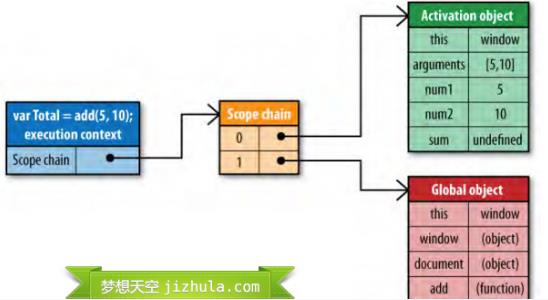 var Total = add(5, 10);
execution context
Scope chain
Scope chain
0
1
Activation object
this window
arguments [5,10]
num1 5
num2 10
sum undefined
Global object
this window
window (object)
document (object)
add (function)
梦想天空 jizhula.com